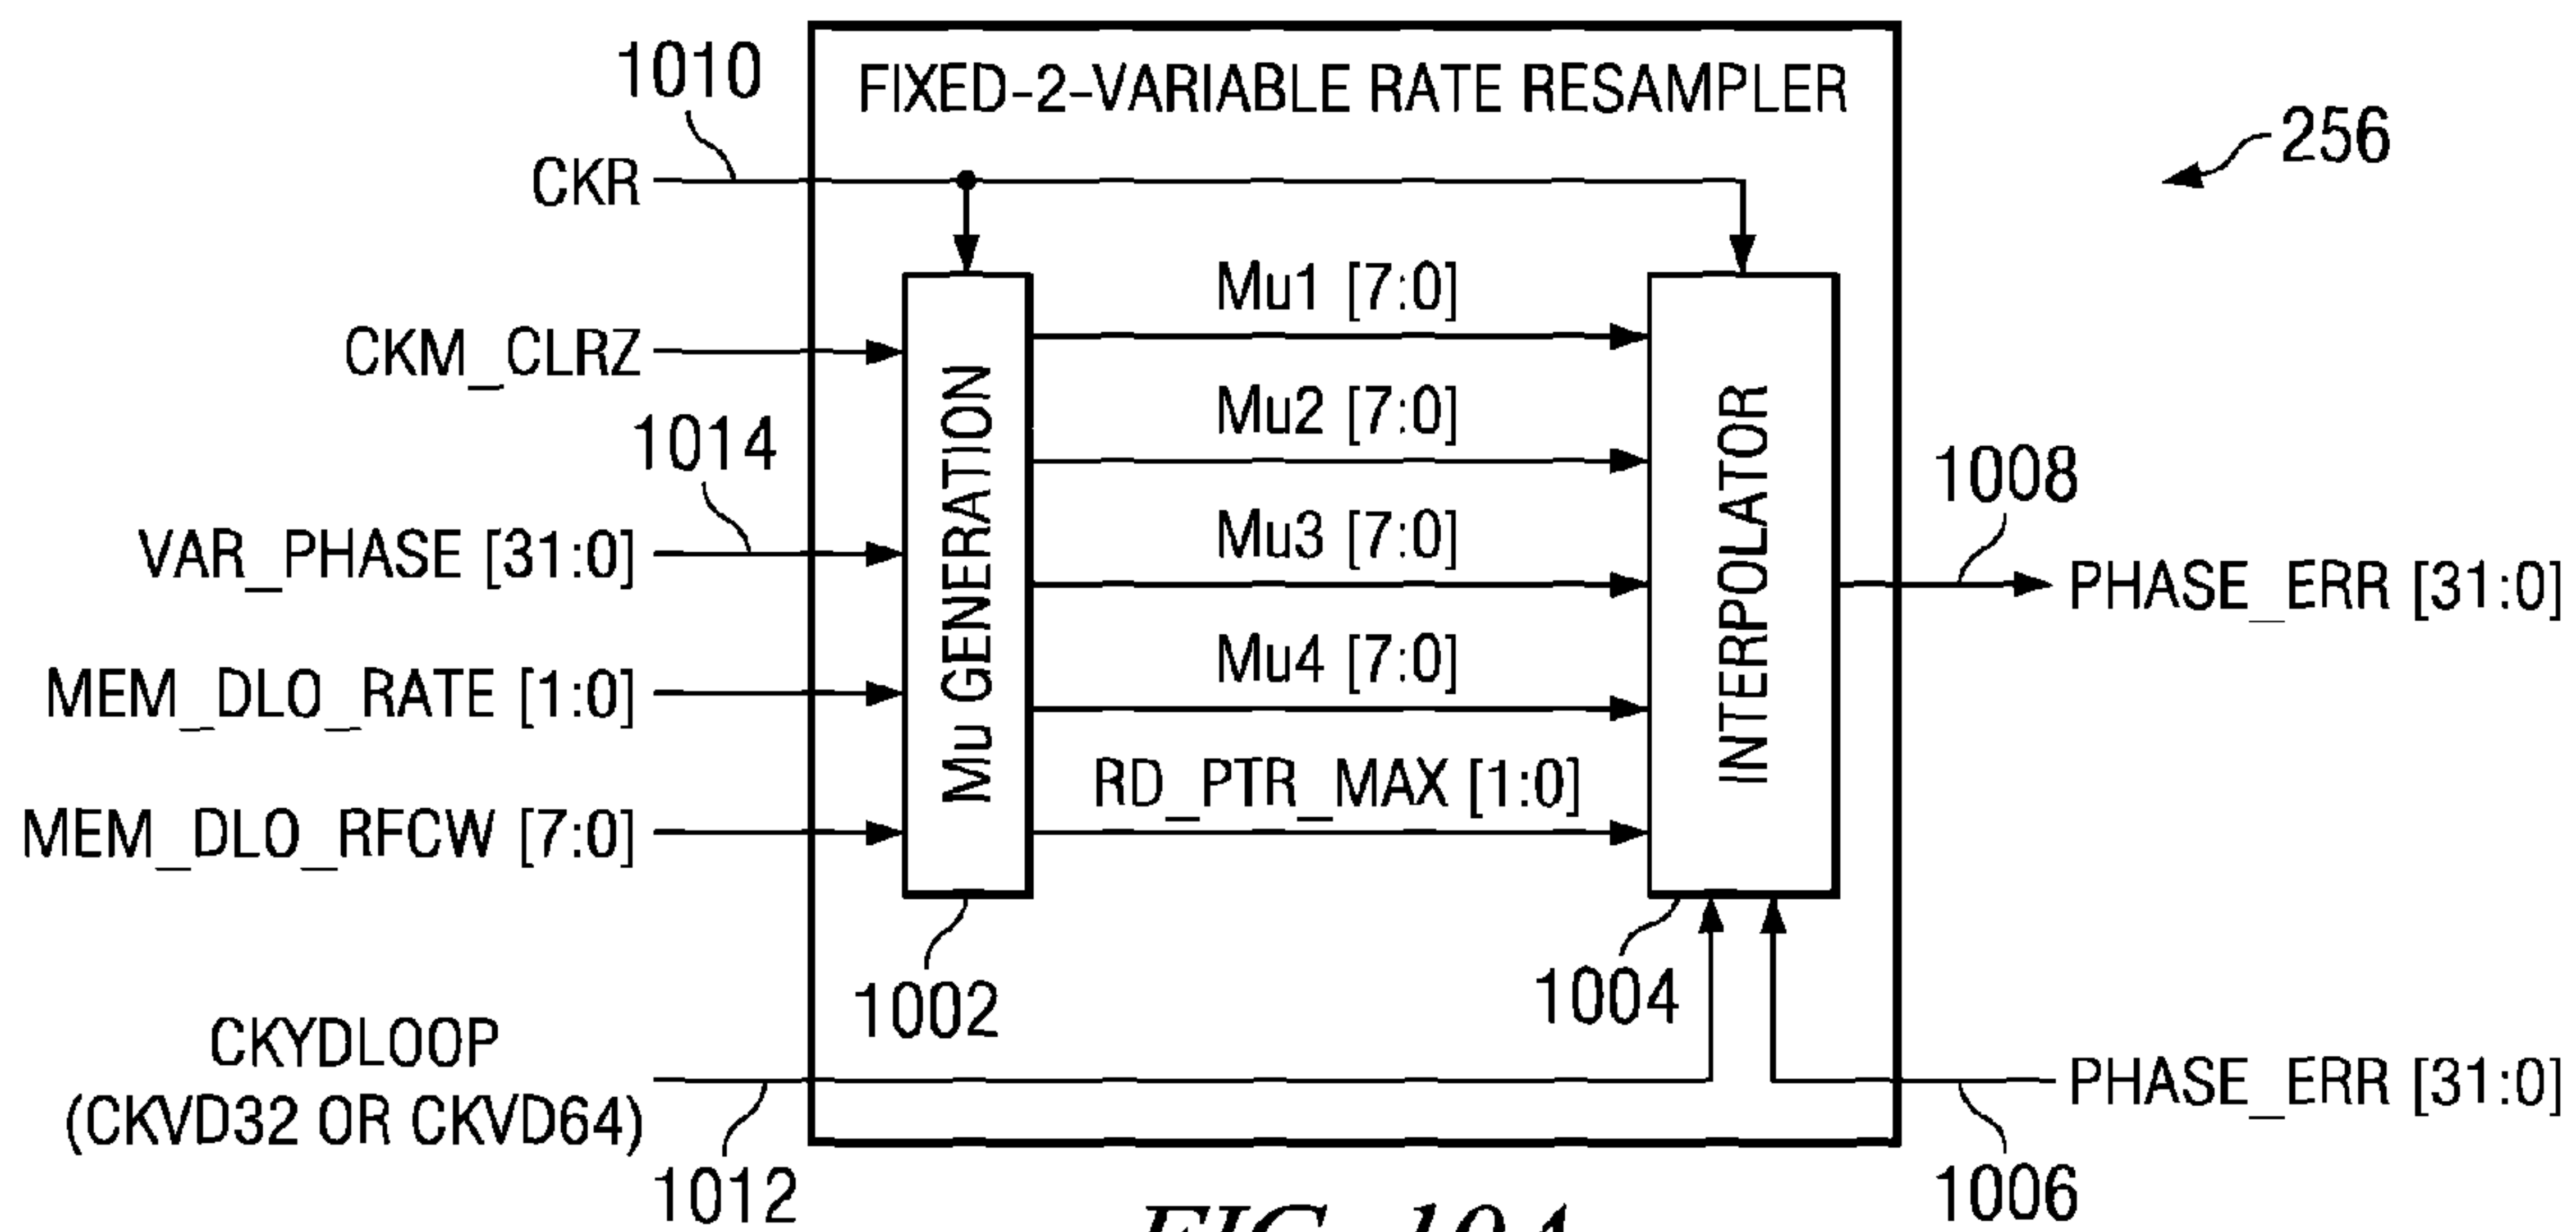 FIXED-2-VARIABLE RATE RESAMPLER
1010
256
CKR
Mu1 [7:0]
CKM_CLRZ
Mu2 [7:0]
1014
1008
VAR_PHASE [31:0]
Mu3 [7:0]
PHASE_ERR [31:0]
Mu GENERATION
INTERPOLATOR
MEM_DLO_RATE [1:0]
Mu4 [7:0]
MEM_DLO_RFCW [7:0]
RD_PTR_MAX [1:0]
1002
1004
CKYDLOOP
(CKVD32 OR CKVD64)
PHASE_ERR [31:0]
1012
1006
FIG. 10A